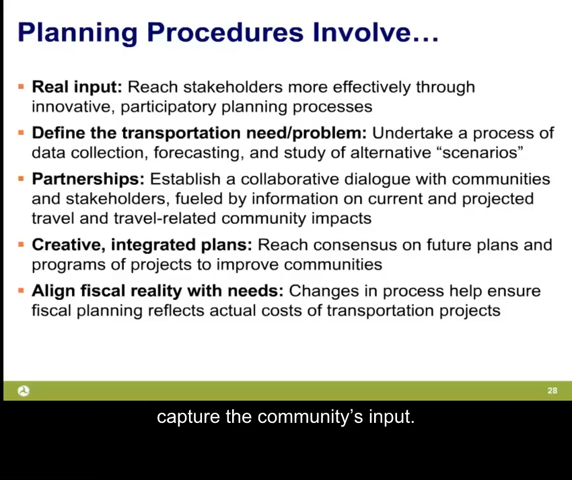 Planning Procedures Involve…
Real input: Reach stakeholders more effectively through
innovative, participatory planning processes
Define the transportation need/problem: Undertake a process of
data collection, forecasting, and study of alternative “scenarios”
Partnerships: Establish a collaborative dialogue with communities
and stakeholders, fueled by information on current and projected
travel and travel-related community impacts
Creative, integrated plans: Reach consensus on future plans and
programs of projects to improve communities
Align fiscal reality with needs: Changes in process help ensure
fiscal planning reflects actual costs of transportation projects
28
capture the community’s input.